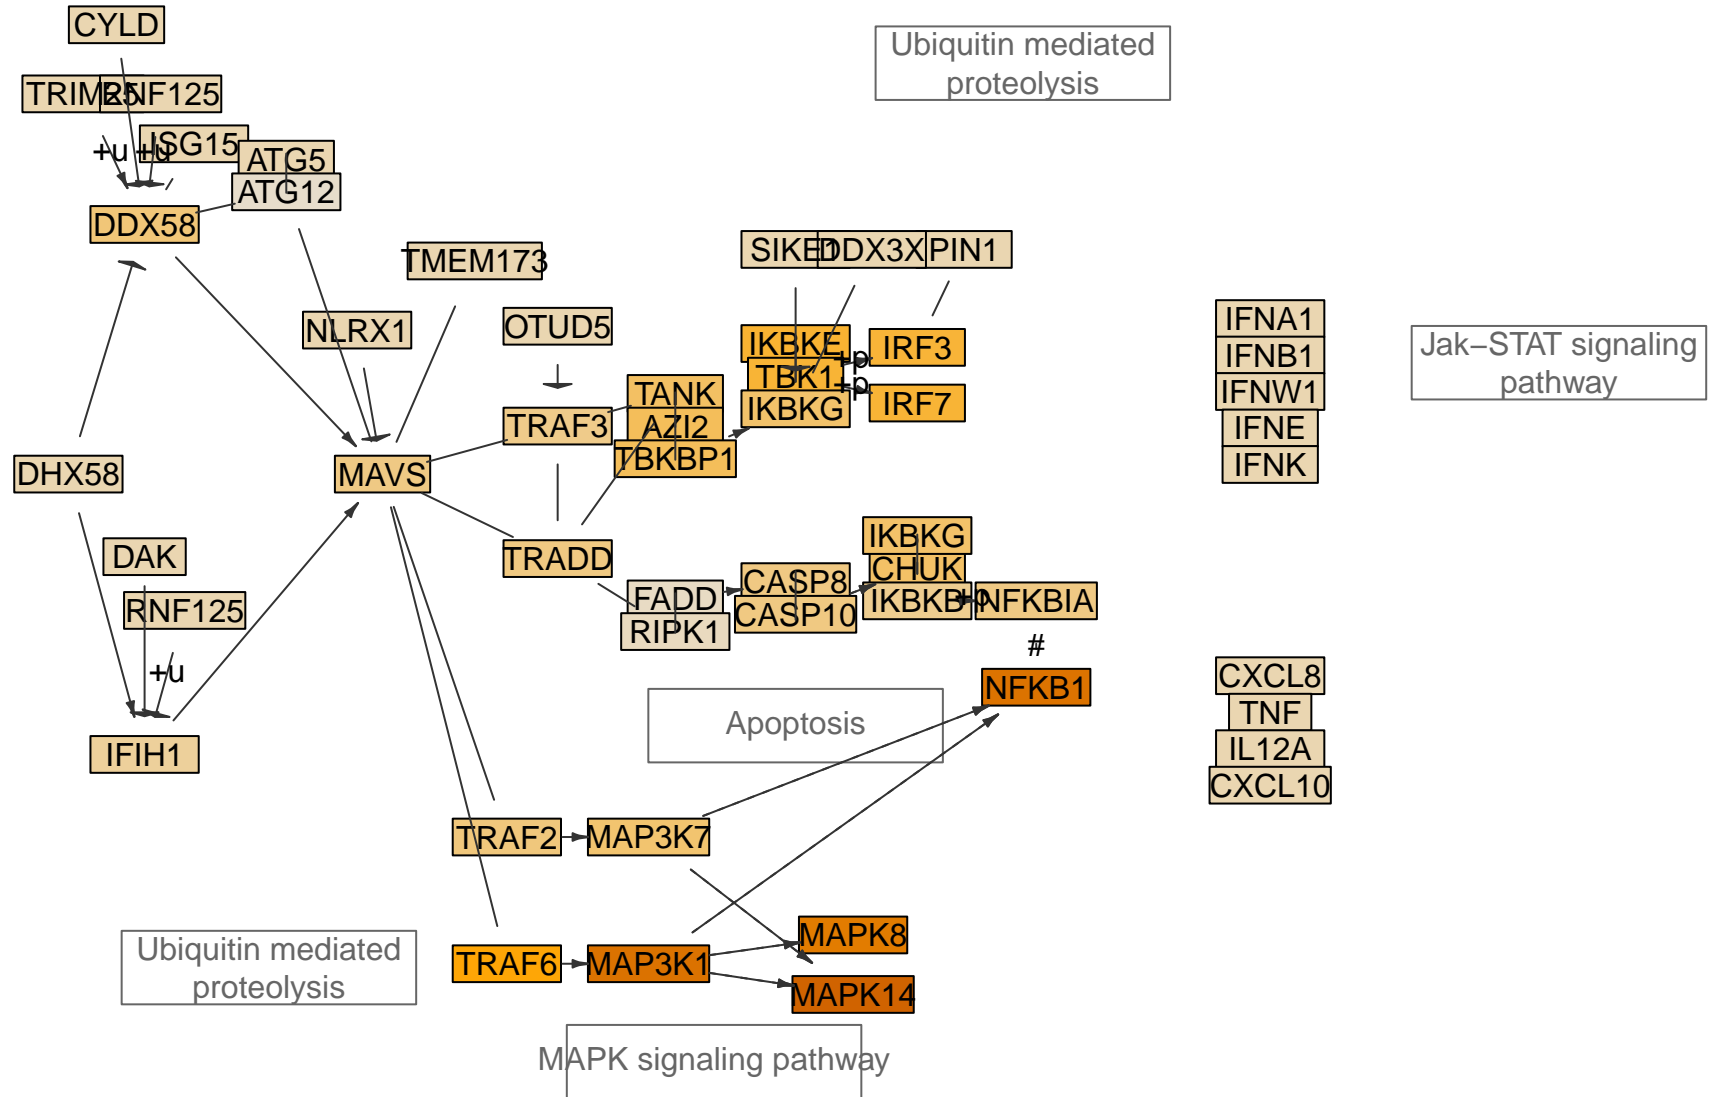 CYLD
Ubiquitin mediated
proteolysis
TRIM25
RNF125
ISG15
+u
+u
ATG5
ATG12
DDX58
TMEM173
SIKE1
DDX3X
PIN1
NLRX1
OTUD5
IKBKE
+p
IRF3
TBK1
+p
IKBKG
IRF7
IFNA1
IFNB1
IFNW1
IFNE
IFNK
Jak−STAT signaling
pathway
TANK
TRAF3
AZI2
TBKBP1
DHX58
MAVS
DAK
RNF125
+u
IFIH1
TRADD
FADD
RIPK1
CASP8
CASP10
IKBKG
CHUK
IKBKB
+p
NFKBIA
#
NFKB1
Apoptosis
CXCL8
TNF
IL12A
CXCL10
TRAF2
MAP3K7
Ubiquitin mediated
proteolysis
TRAF6
MAP3K1
MAPK8
MAPK14
MAPK signaling pathway